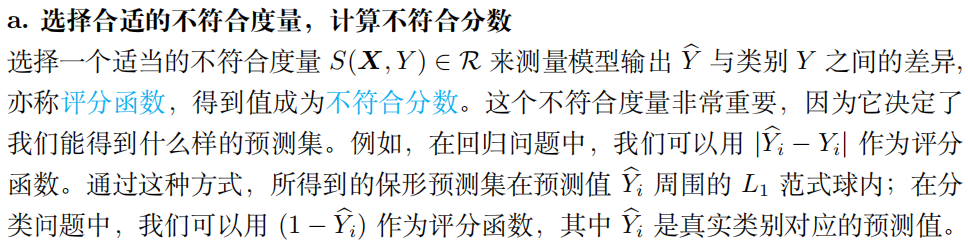 a. 选择合适的不符合度量，计算不符合分数
选择一个适当的不符合度量 S(X, Y) ∈ R 来测量模型输出 Ŷ 与类别 Y 之间的差异，
亦称评分函数，得到值成为不符合分数。这个不符合度量非常重要，因为它决定了
我们能得到什么样的预测集。例如，在回归问题中，我们可以用 |Ŷi − Yi| 作为评分
函数。通过这种方式，所得到的保形预测集在预测值 Ŷi 周围的 L1 范式球内；在分
类问题中，我们可以用 (1 − Ŷi) 作为评分函数，其中 Ŷi 是真实类别对应的预测值。